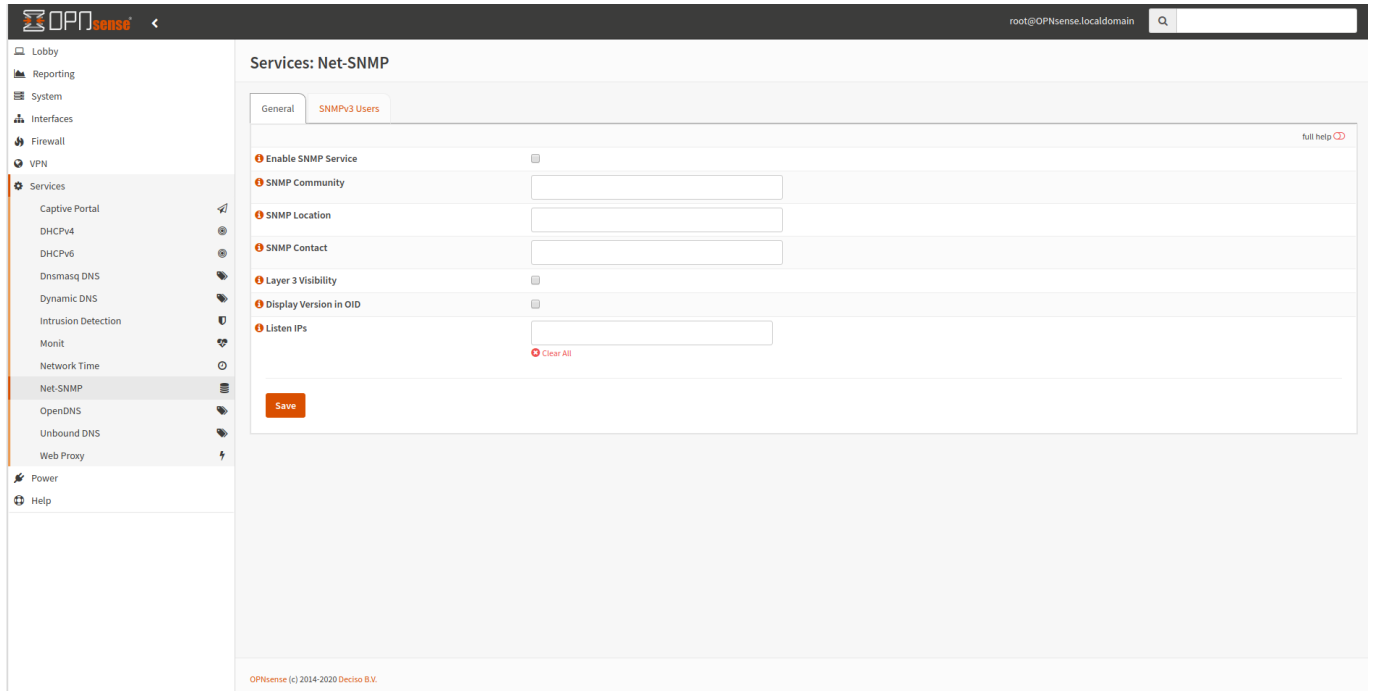 OPNsense
root@OPNsense.localdomain
Lobby
Reporting
System
Interfaces
Firewall
VPN
Services
Captive Portal
DHCPv4
DHCPv6
Dnsmasq DNS
Dynamic DNS
Intrusion Detection
Monit
Network Time
Net-SNMP
OpenDNS
Unbound DNS
Web Proxy
Power
Help
Services: Net-SNMP
General SNMPv3 Users
full help
Enable SNMP Service
SNMP Community
SNMP Location
SNMP Contact
Layer 3 Visibility
Display Version in OID
Listen IPs
Clear All
Save
OPNsense (c) 2014-2020 Deciso B.V.